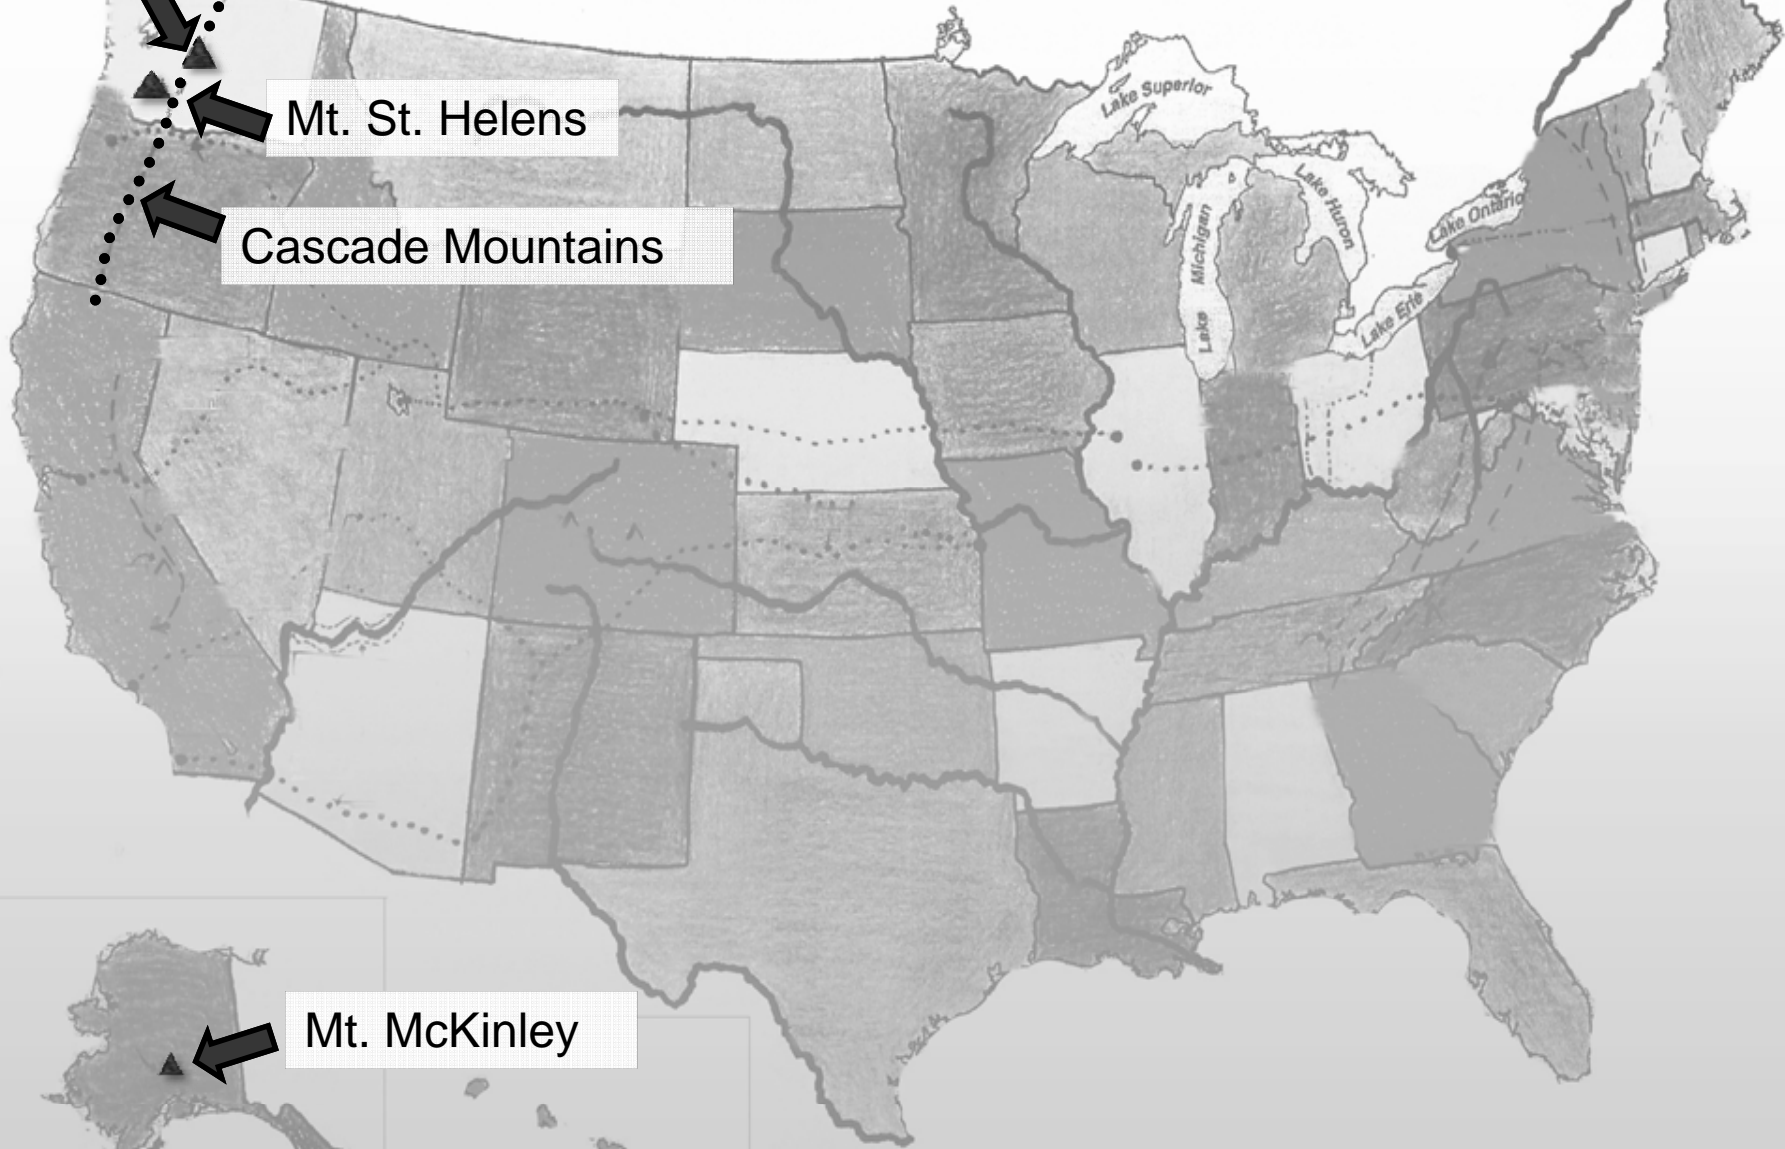 Mt. St. Helens
Cascade Mountains
Lake Superior
Lake Michigan
Lake Huron
Lake Ontario
Lake Erie
Mt. McKinley